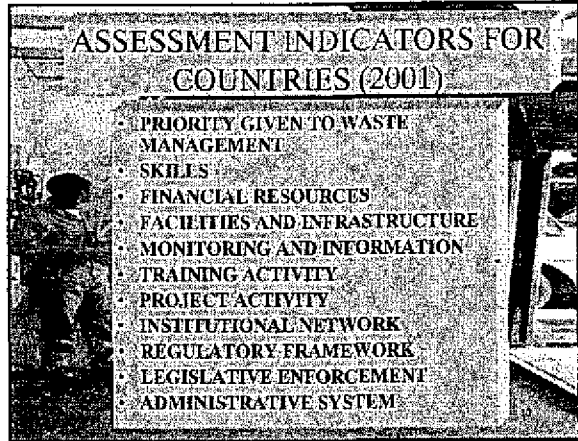 ASSESSMENT INDICATORS FOR
COUNTRIES (2001)
• PRIORITY GIVEN TO WASTE
MANAGEMENT
• SKILLS
• FINANCIAL RESOURCES
• FACILITIES AND INFRASTRUCTURE
• MONITORING AND INFORMATION
• TRAINING ACTIVITY
• PROJECT ACTIVITY
• INSTITUTIONAL NETWORK
• REGULATORY FRAMEWORK
• LEGISLATIVE ENFORCEMENT
• ADMINISTRATIVE SYSTEM